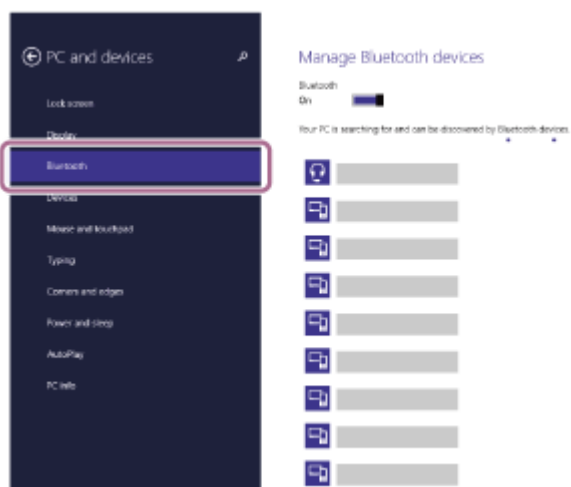 PC and devices
Lock screen
Display
Bluetooth
Devices
Mouse and touchpad
Typing
Corners and edges
Power and sleep
AutoPlay
PC info
Manage Bluetooth devices
Bluetooth
On
Your PC is searching for and can be discovered by Bluetooth devices.